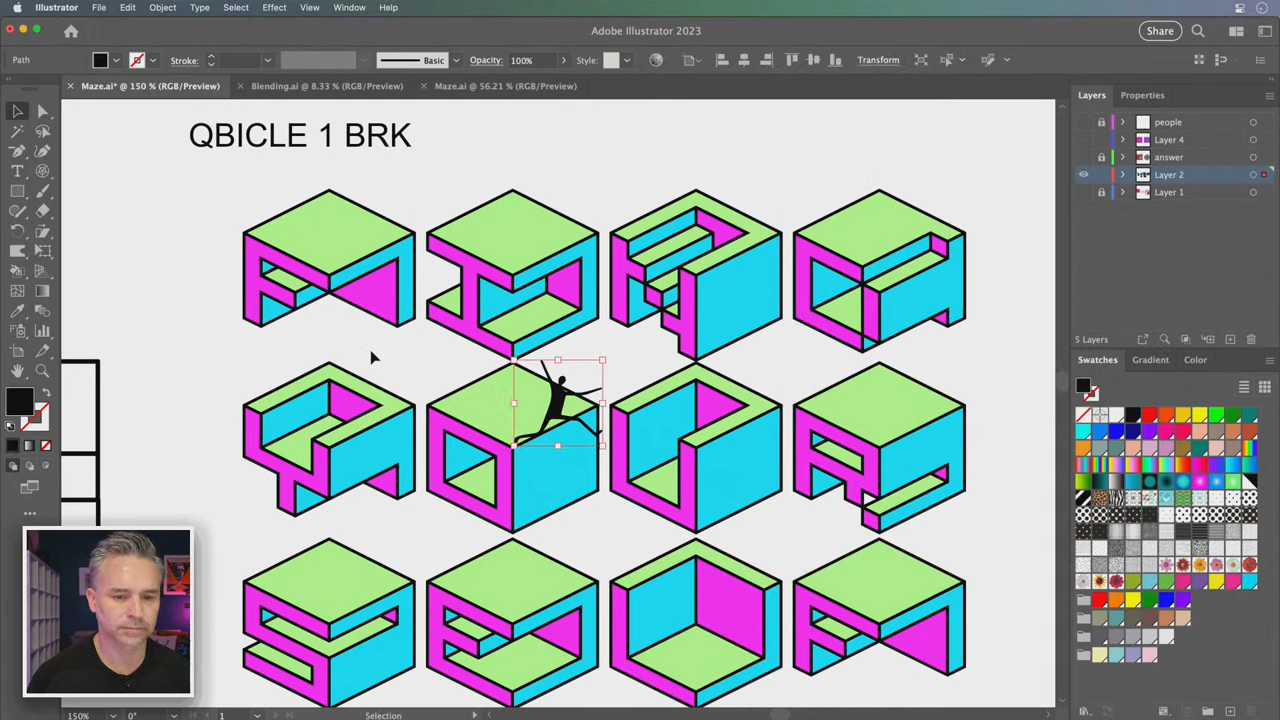 Illustrator File Edit Object Type Select Effect View Window Help
Adobe Illustrator 2023
Share
Path Stroke: Basic Opacity: 100% Style: Transform
Maze.ai* @ 150 % (RGB/Preview) Blending.ai @ 8.33 % (RGB/Preview) Maze.ai @ 56.21 % (RGB/Preview)
Layers Properties
people
Layer 4
answer
Layer 2
Layer 1
5 Layers
Swatches Gradient Color
QBICLE 1 BRK
150% 0° 1 Selection